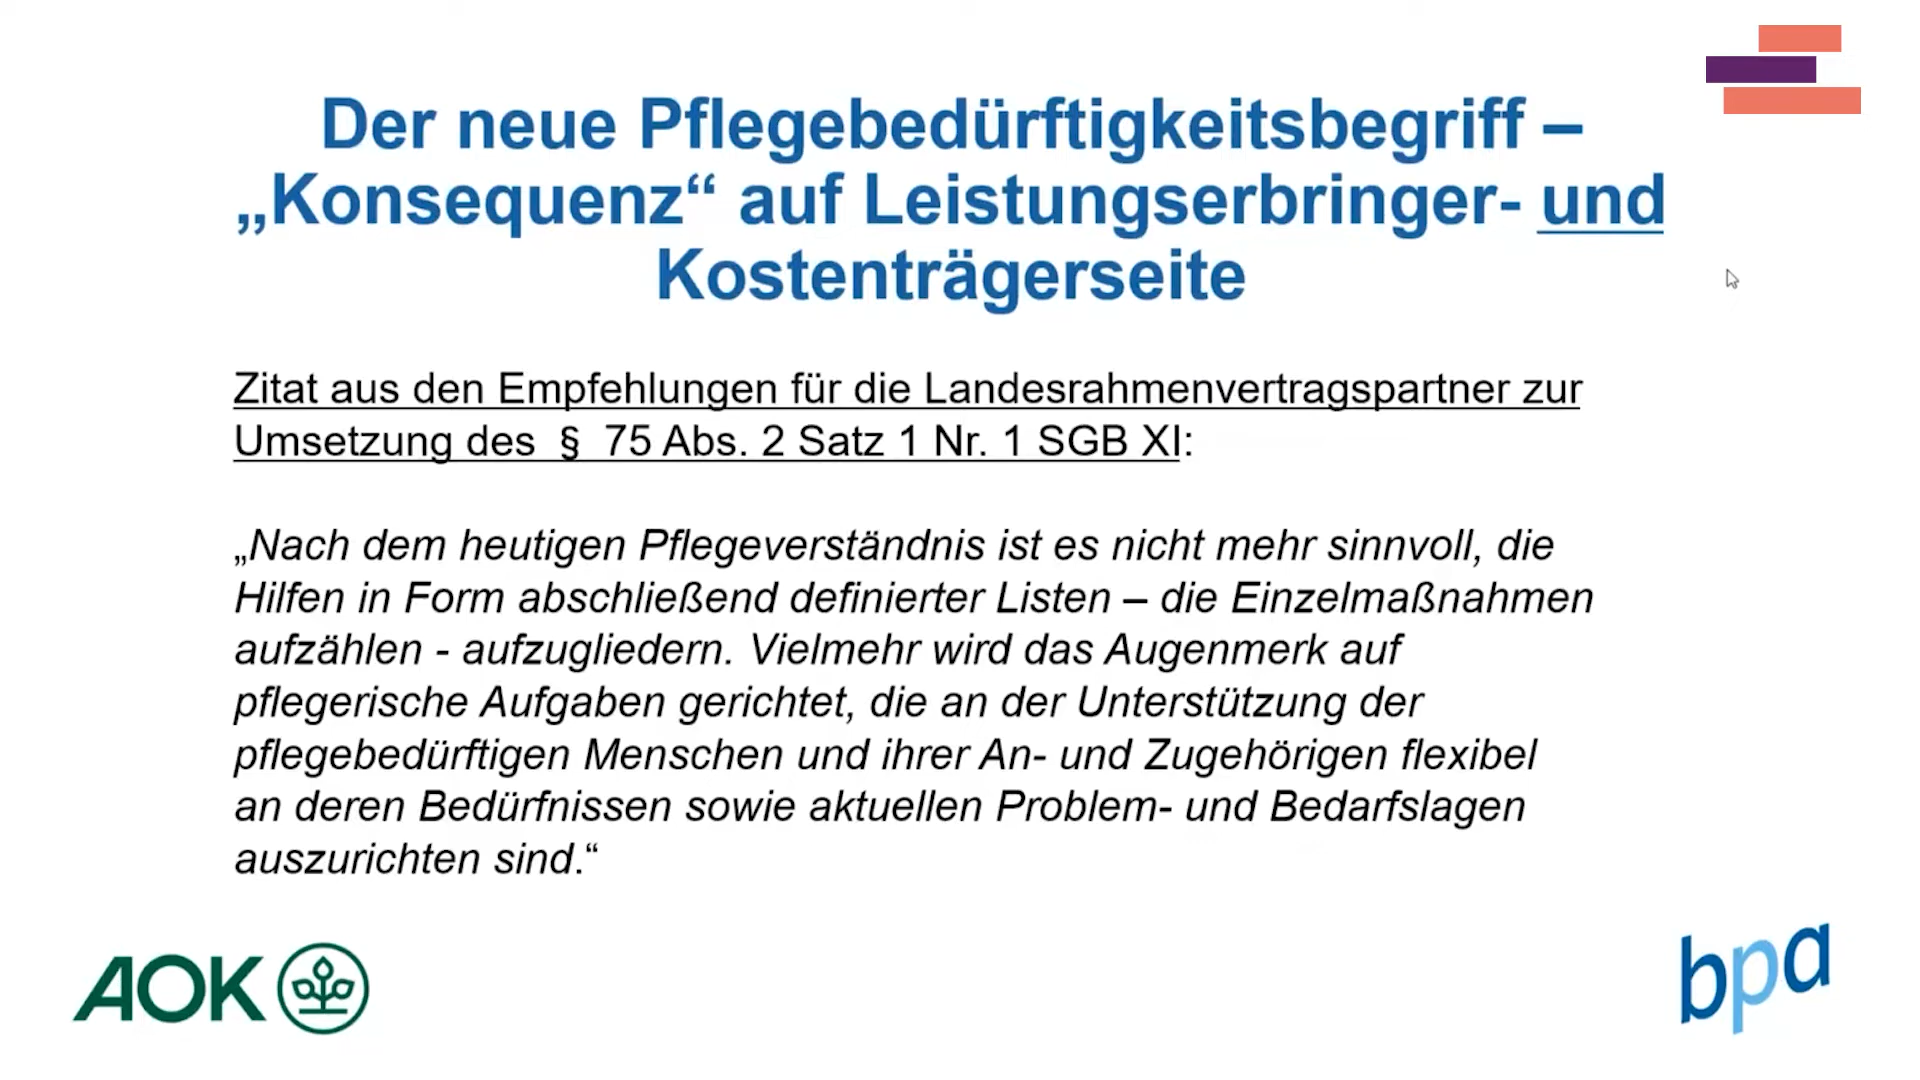 Der neue Pflegebedürftigkeitsbegriff –
„Konsequenz“ auf Leistungserbringer- und
Kostenträgerseite
Zitat aus den Empfehlungen für die Landesrahmenvertragspartner zur
Umsetzung des § 75 Abs. 2 Satz 1 Nr. 1 SGB XI:
„Nach dem heutigen Pflegeverständnis ist es nicht mehr sinnvoll, die
Hilfen in Form abschließend definierter Listen – die Einzelmaßnahmen
aufzählen - aufzugliedern. Vielmehr wird das Augenmerk auf
pflegerische Aufgaben gerichtet, die an der Unterstützung der
pflegebedürftigen Menschen und ihrer An- und Zugehörigen flexibel
an deren Bedürfnissen sowie aktuellen Problem- und Bedarfslagen
auszurichten sind.“
AOK
bpa